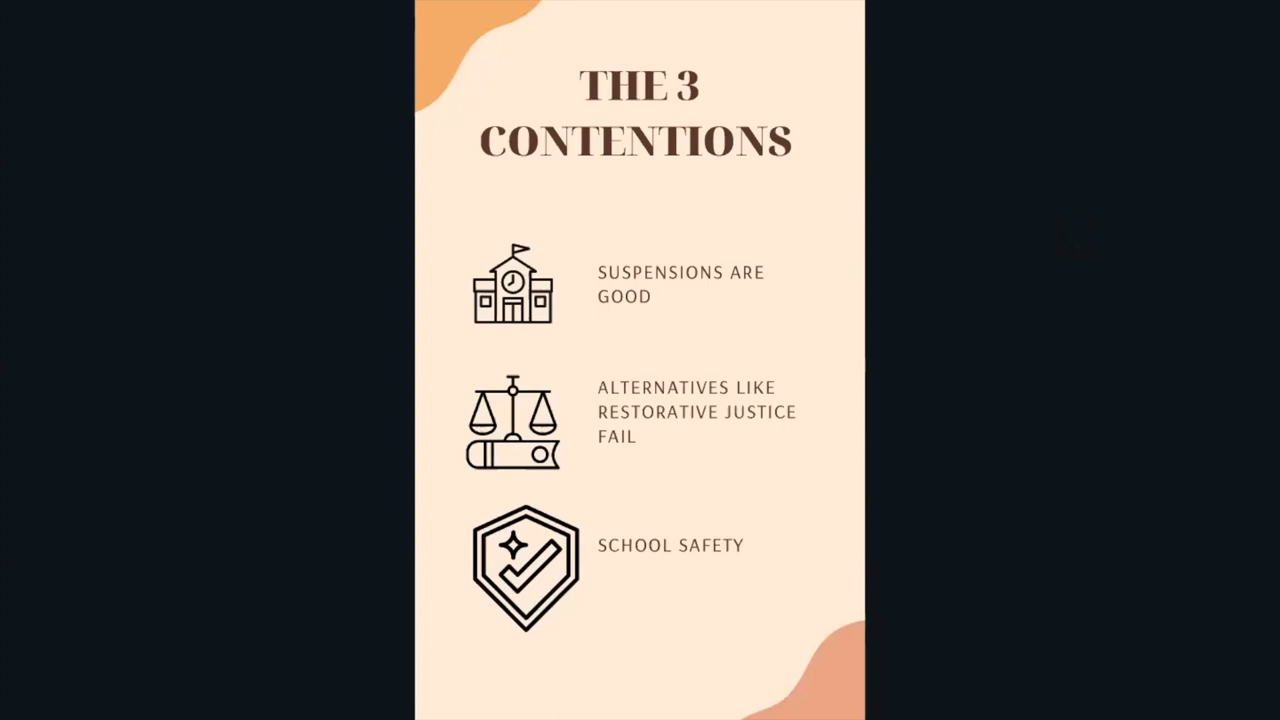 THE 3
CONTENTIONS
SUSPENSIONS ARE
GOOD
ALTERNATIVES LIKE
RESTORATIVE JUSTICE
FAIL
SCHOOL SAFETY